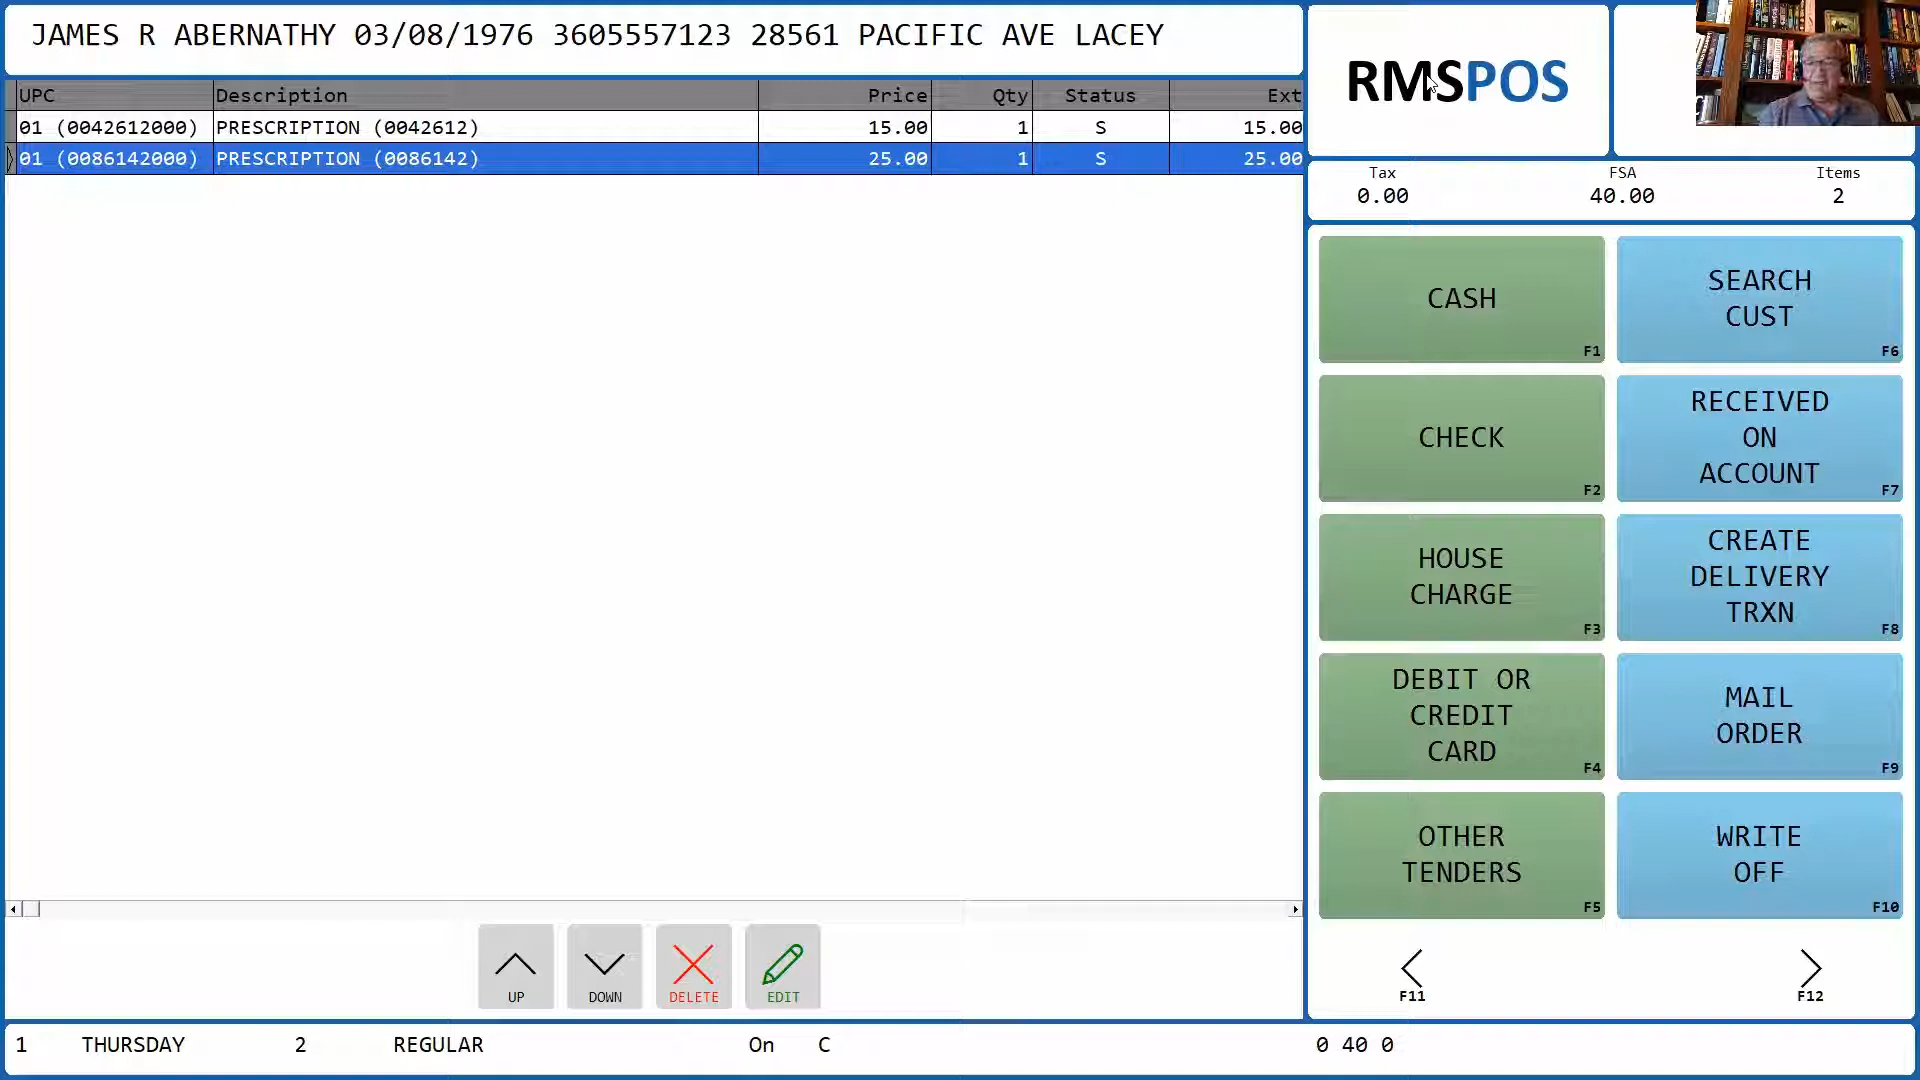 JAMES R ABERNATHY 03/08/1976 3605557123 28561 PACIFIC AVE LACEY
RMSPOS
UPC Description Price Qty Status Ext
01 (0042612000) PRESCRIPTION (0042612) 15.00 1 S 15.00
01 (0086142000) PRESCRIPTION (0086142) 25.00 1 S 25.00
Tax FSA Items
0.00 40.00 2
CASH
F1
SEARCH
CUST
F6
CHECK
F2
RECEIVED
ON
ACCOUNT
F7
HOUSE
CHARGE
F3
CREATE
DELIVERY
TRXN
F8
DEBIT OR
CREDIT
CARD
F4
MAIL
ORDER
F9
OTHER
TENDERS
F5
WRITE
OFF
F10
F11
F12
UP DOWN DELETE EDIT
1 THURSDAY 2 REGULAR On C 0 40 0